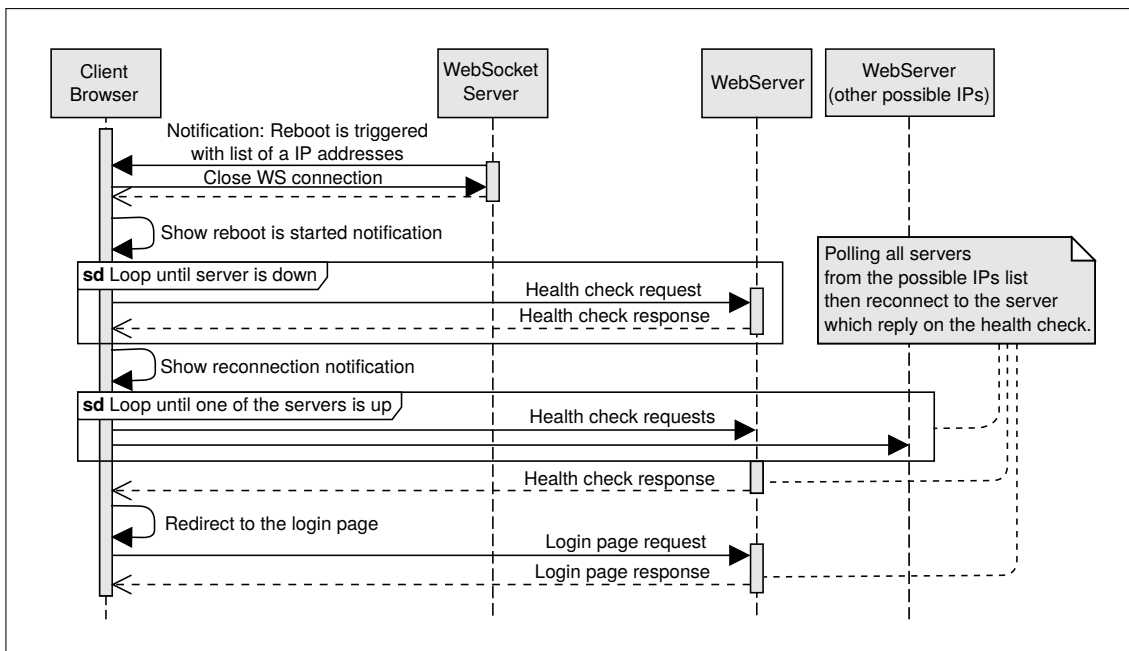 Client
Browser
WebSocket
Server
WebServer
WebServer
(other possible IPs)
Notification: Reboot is triggered
with list of a IP addresses
Close WS connection
Show reboot is started notification
sd Loop until server is down
Health check request
Health check response
Polling all servers
from the possible IPs list
then reconnect to the server
which reply on the health check.
Show reconnection notification
sd Loop until one of the servers is up
Health check requests
Health check response
Redirect to the login page
Login page request
Login page response